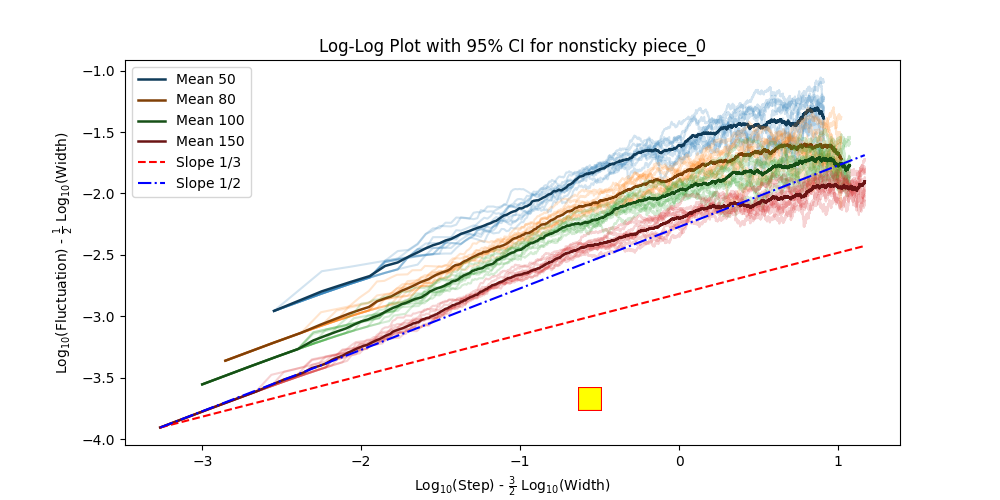 Log-Log Plot with 95% CI for nonsticky piece_0
Log₁₀(Fluctuation) - 1/2 Log₁₀(Width)
−1.0
−1.5
−2.0
−2.5
−3.0
−3.5
−4.0
Mean 50
Mean 80
Mean 100
Mean 150
Slope 1/3
Slope 1/2
−3 −2 −1 0 1
Log₁₀(Step) - 3/2 Log₁₀(Width)